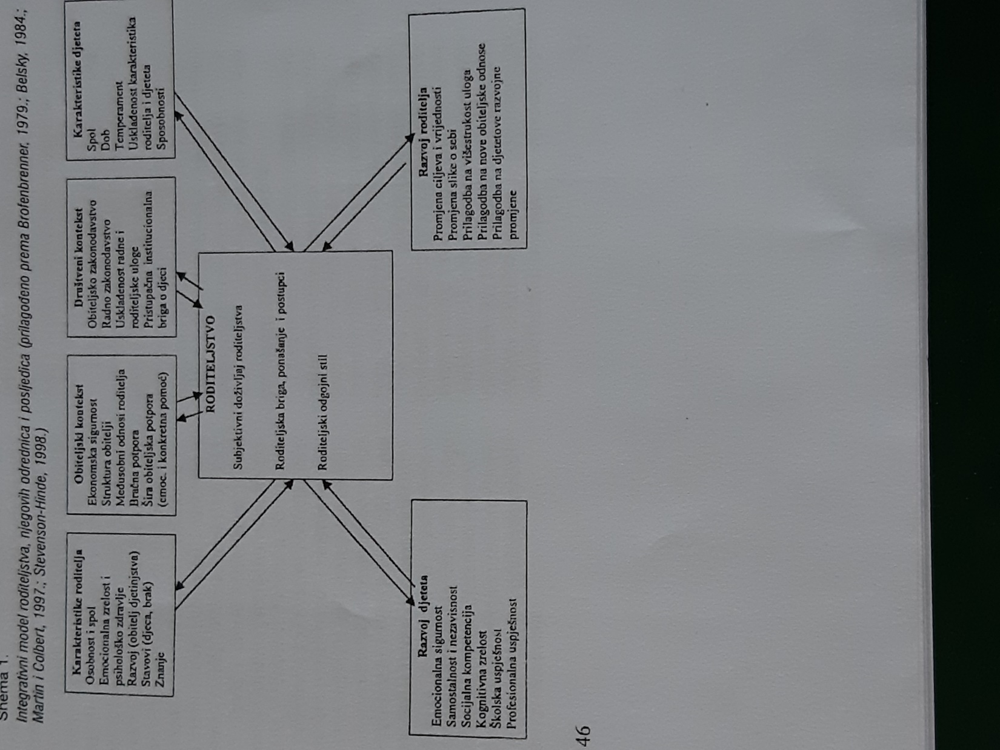 Shema 1.
Integrativni model roditeljstva, njegovih odrednica i posljedica (prilagođeno prema Brofenbrenner, 1979.; Belsky, 1984.;
Martin i Colbert, 1997.; Stevenson-Hinde, 1998.)
Karakteristike roditelja
Osobnost i spol
Emocionalna zrelost i
psihološko zdravlje
Razvoj (obitelj djetinjstva)
Stavovi (djeca, brak)
Znanje
Obiteljski kontekst
Ekonomska sigurnost
Struktura obitelji
Međusobni odnosi roditelja
Bračna potpora
Šira obiteljska potpora
(emoc. i konkretna pomoć)
Društveni kontekst
Obiteljsko zakonodavstvo
Radno zakonodavstvo
Usklađenost radne i
roditeljske uloge
Pristupačna institucionalna
briga o djeci
Karakteristike djeteta
Spol
Dob
Temperament
Usklađenost karakteristika
roditelja i djeteta
Sposobnosti
RODITELJSTVO
Subjektivni doživljaj roditeljstva
Roditeljska briga, ponašanje i postupci
Roditeljski odgojni stil
Razvoj djeteta
Emocionalna sigurnost
Samostalnost i nezavisnost
Socijalna kompetencija
Kognitivna zrelost
Školska uspješnost
Profesionalna uspješnost
Razvoj roditelja
Promjena ciljeva i vrijednosti
Promjena slike o sebi
Prilagodba na višestrukost uloga
Prilagodba na nove obiteljske odnose
Prilagodba na djetetove razvojne
promjene
46